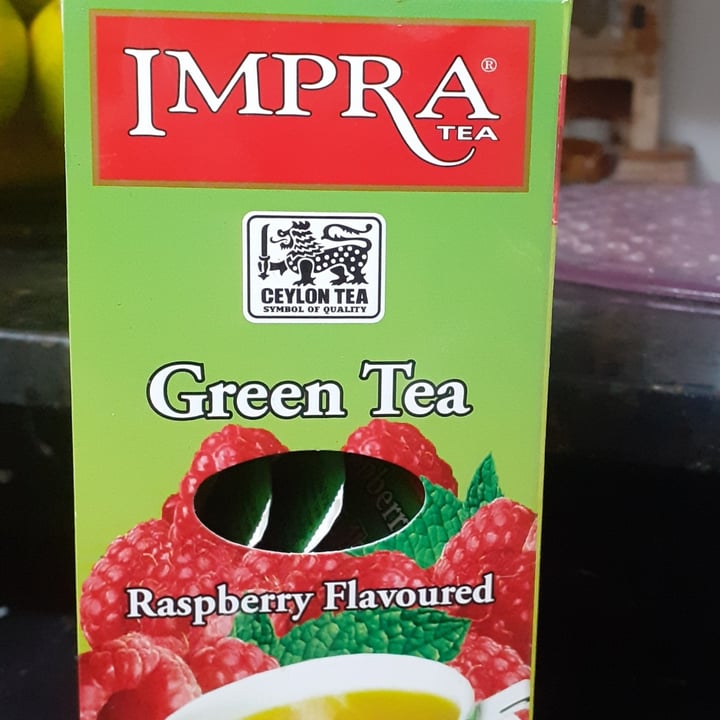 IMPRA®
TEA
CEYLON TEA
SYMBOL OF QUALITY
Green Tea
Raspberry Flavoured